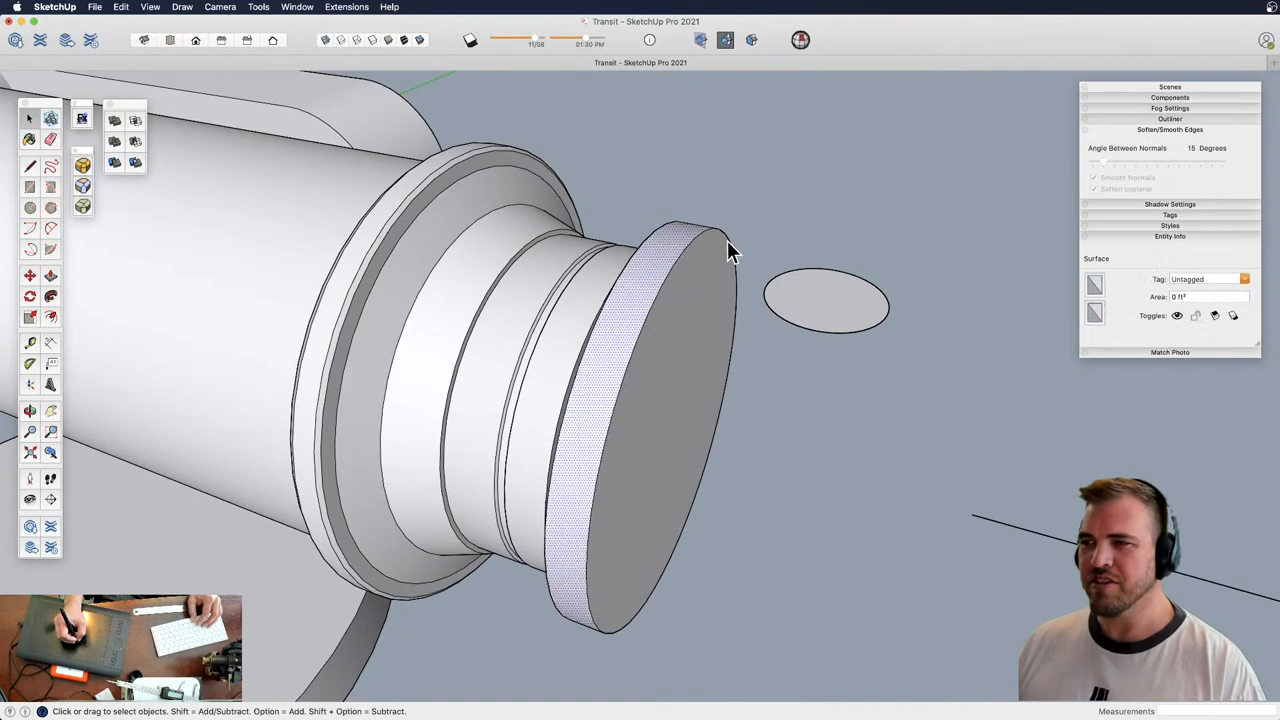 SketchUp File Edit View Draw Camera Tools Window Extensions Help
Transit - SketchUp Pro 2021
11/08
01:30 PM
Transit - SketchUp Pro 2021
Scenes
Components
Fog Settings
Outliner
Soften/Smooth Edges
Angle Between Normals 15 Degrees
Smooth Normals
Soften coplanar
Shadow Settings
Tags
Styles
Entity Info
Surface
Tag: Untagged
Area: 0 ft²
Toggles:
Match Photo
Click or drag to select objects. Shift = Add/Subtract. Option = Add. Shift + Option = Subtract.
Measurements